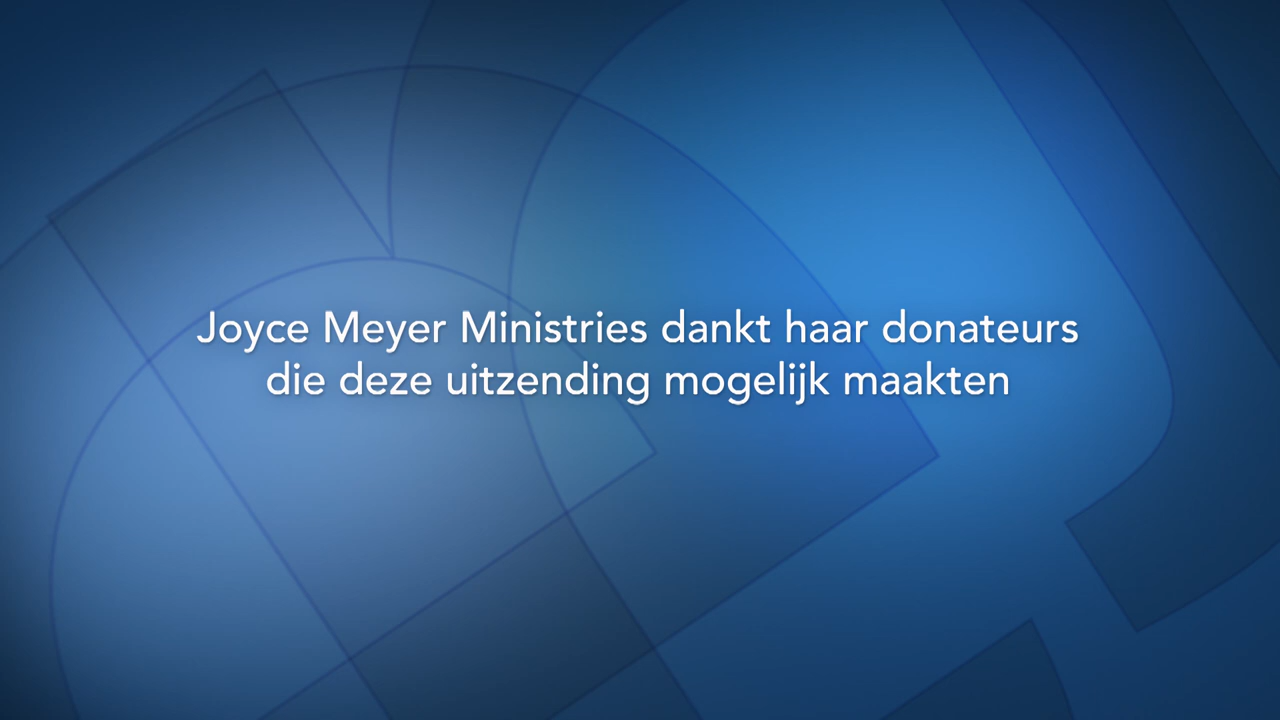 Joyce Meyer Ministries dankt haar donateurs
die deze uitzending mogelijk maakten